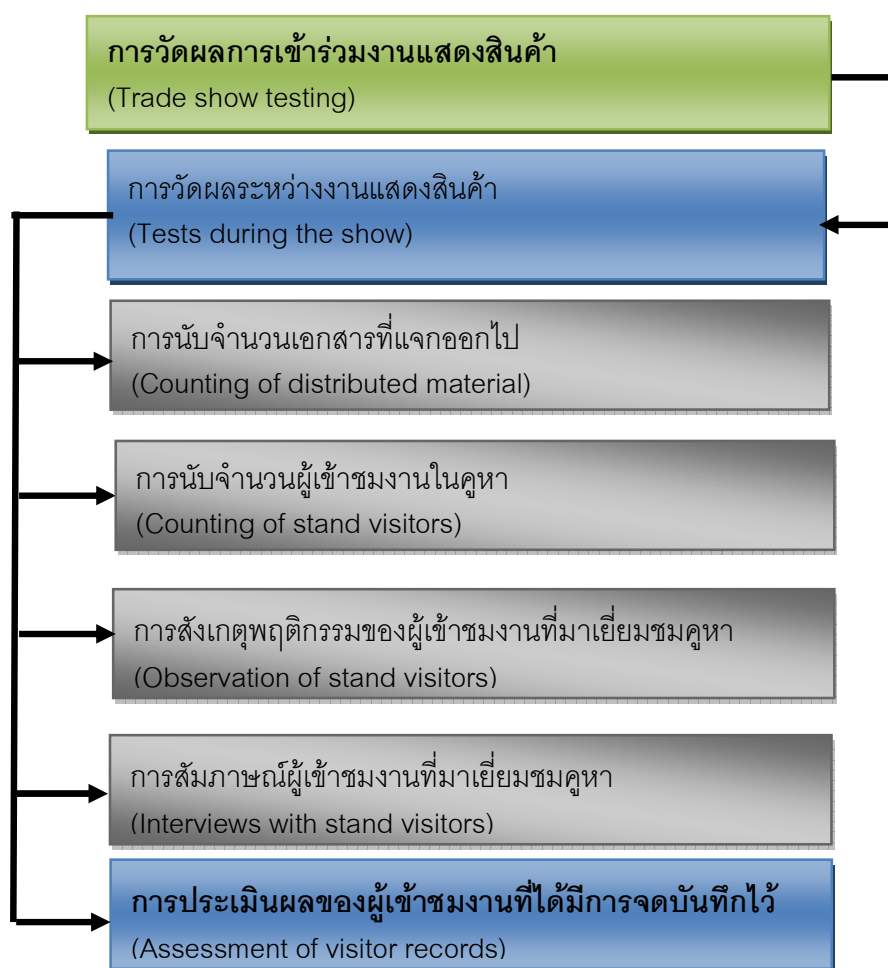 การวัดผลการเข้าร่วมงานแสดงสินค้า
(Trade show testing)
การวัดผลระหว่างงานแสดงสินค้า
(Tests during the show)
การนับจำนวนเอกสารที่แจกออกไป
(Counting of distributed material)
การนับจำนวนผู้เข้าชมงานในคูหา
(Counting of stand visitors)
การสังเกตุพฤติกรรมของผู้เข้าชมงานที่มาเยี่ยมชมคูหา
(Observation of stand visitors)
การสัมภาษณ์ผู้เข้าชมงานที่มาเยี่ยมชมคูหา
(Interviews with stand visitors)
การประเมินผลของผู้เข้าชมงานที่ได้มีการจดบันทึกไว้
(Assessment of visitor records)